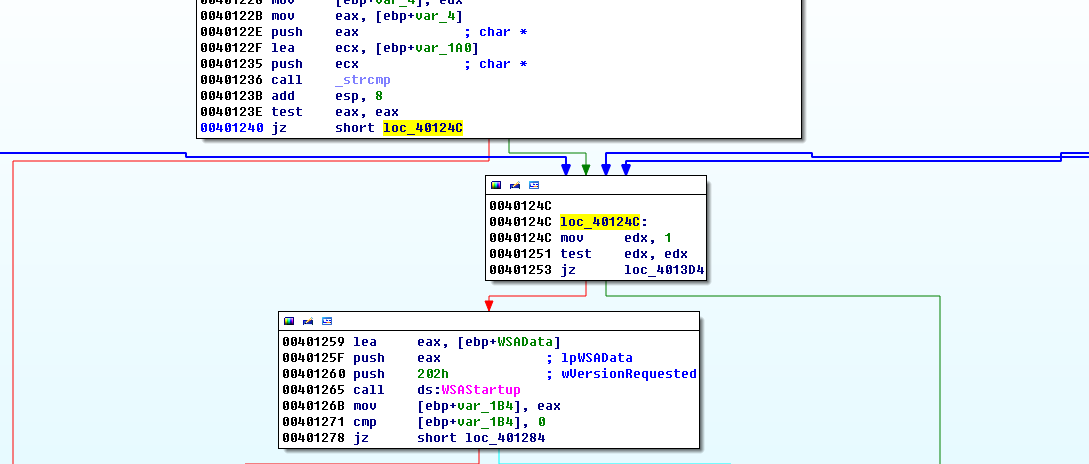 mov [ebp+var_4], edx
0040122B mov eax, [ebp+var_4]
0040122E push eax ; char *
0040122F lea ecx, [ebp+var_1A0]
00401235 push ecx ; char *
00401236 call _strcmp
0040123B add esp, 8
0040123E test eax, eax
00401240 jz short loc_40124C
0040124C
0040124C loc_40124C:
0040124C mov edx, 1
00401251 test edx, edx
00401253 jz loc_4013D4
00401259 lea eax, [ebp+WSAData]
0040125F push eax ; lpWSAData
00401260 push 202h ; wVersionRequested
00401265 call ds:WSAStartup
0040126B mov [ebp+var_1B4], eax
00401271 cmp [ebp+var_1B4], 0
00401278 jz short loc_401284